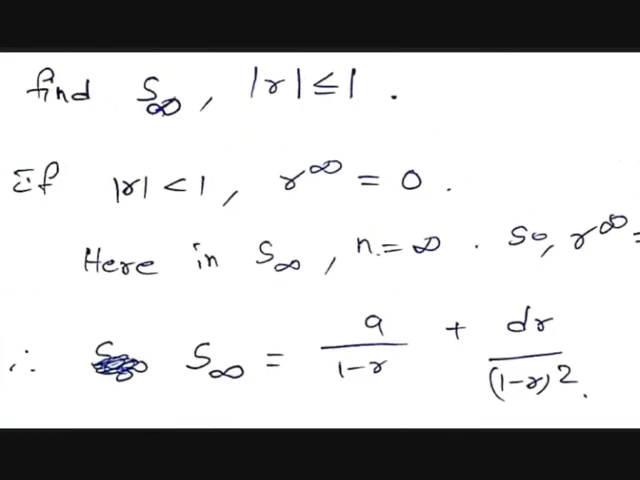 find S∞, |r| ≤ 1.
If |r| < 1, r^∞ = 0.
Here in S∞, n = ∞. So, r^∞ =
∴ S∞ = a/(1-r) + dr/(1-r)².